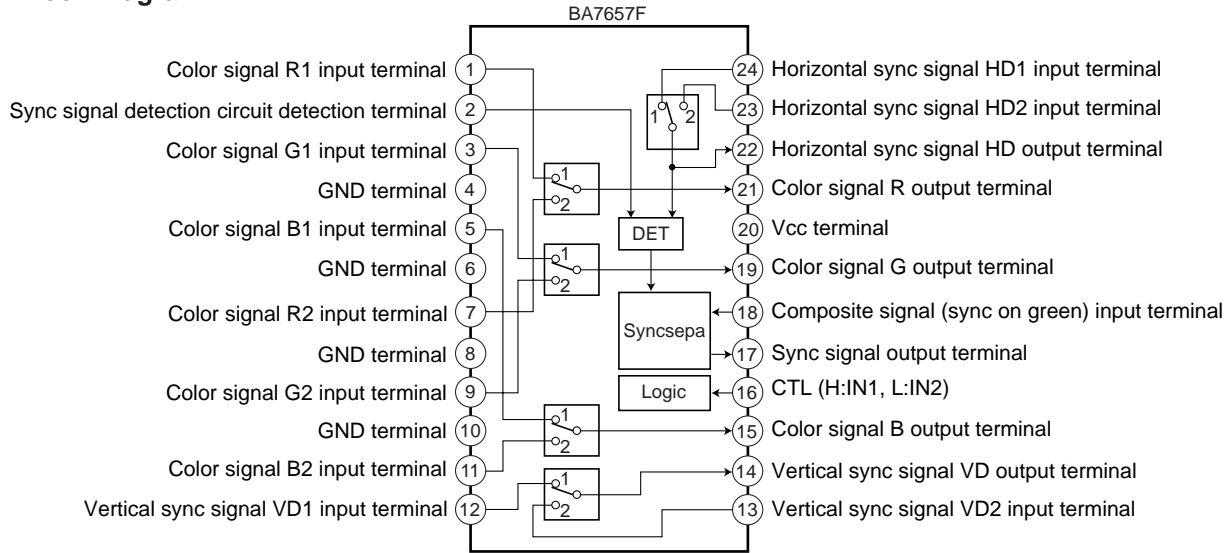 BA7657F
Color signal R1 input terminal 1
Sync signal detection circuit detection terminal 2
Color signal G1 input terminal 3
GND terminal 4
Color signal B1 input terminal 5
GND terminal 6
Color signal R2 input terminal 7
GND terminal 8
Color signal G2 input terminal 9
GND terminal 10
Color signal B2 input terminal 11
Vertical sync signal VD1 input terminal 12
1 2
1
2
DET
1
2
Syncsepa
Logic
1
2
1
2
24 Horizontal sync signal HD1 input terminal
23 Horizontal sync signal HD2 input terminal
22 Horizontal sync signal HD output terminal
21 Color signal R output terminal
20 Vcc terminal
19 Color signal G output terminal
18 Composite signal (sync on green) input terminal
17 Sync signal output terminal
16 CTL (H:IN1, L:IN2)
15 Color signal B output terminal
14 Vertical sync signal VD output terminal
13 Vertical sync signal VD2 input terminal